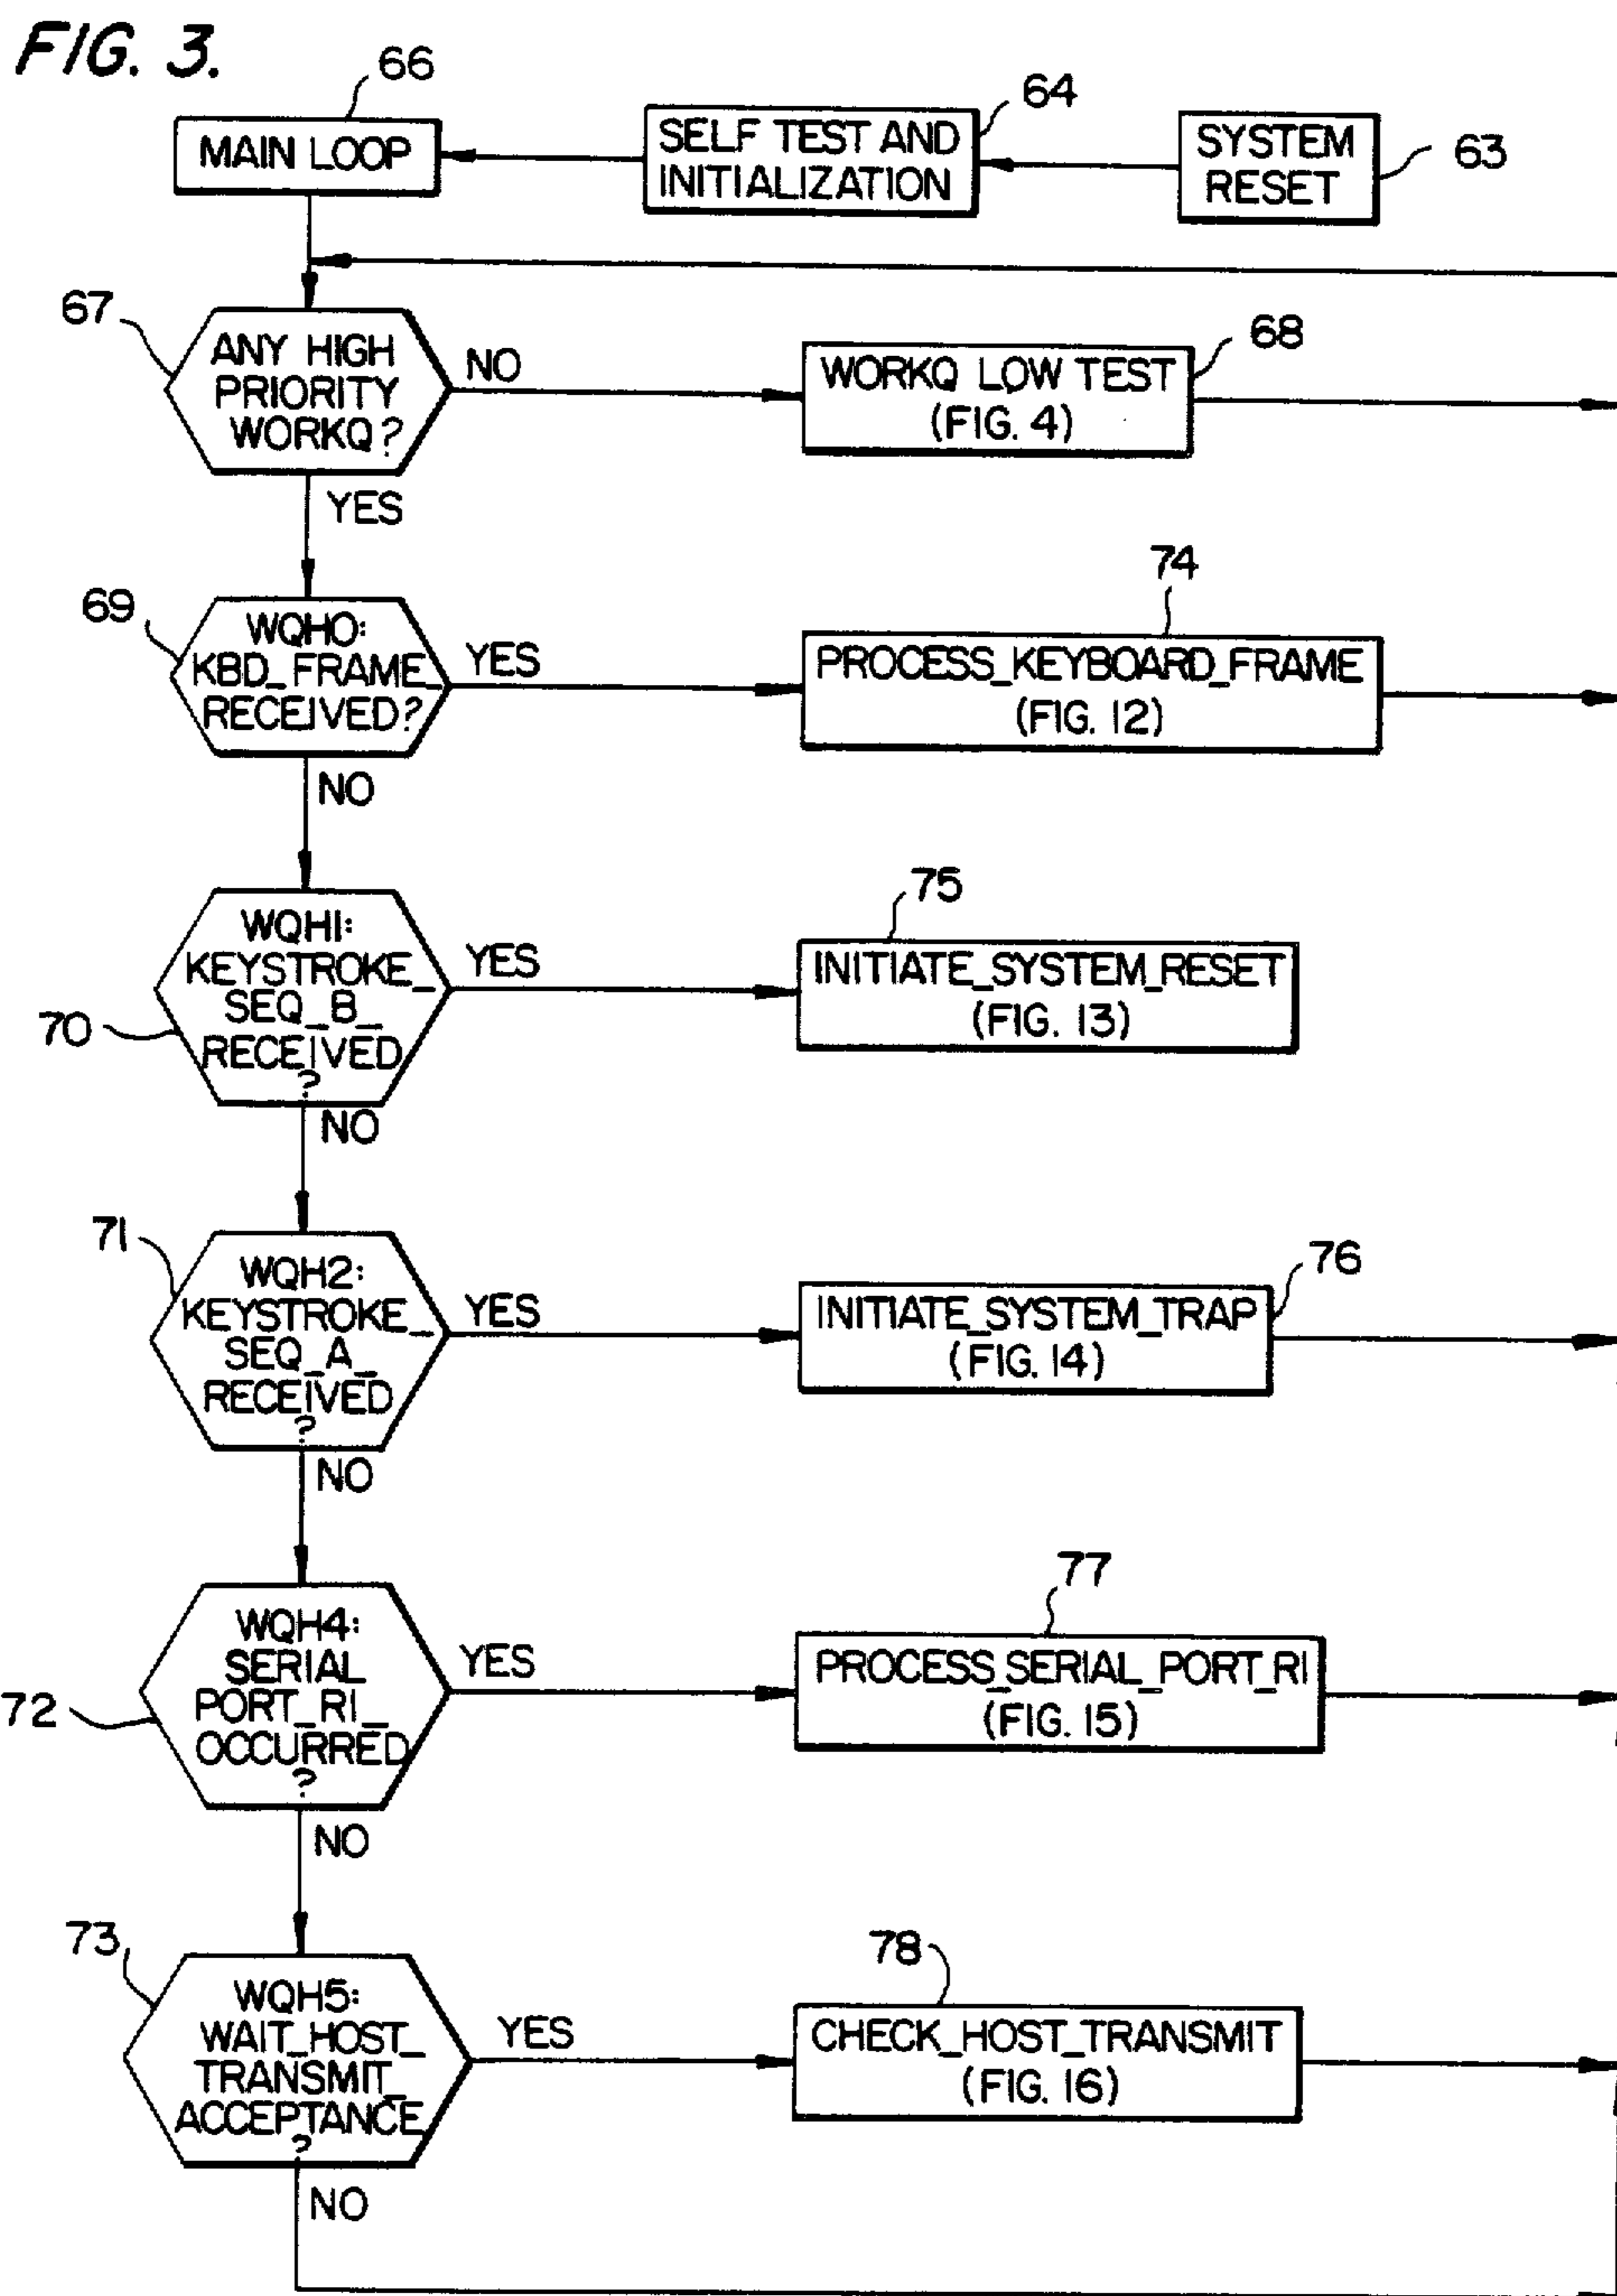 FIG. 3.
66
MAIN LOOP
64
SELF TEST AND
INITIALIZATION
63
SYSTEM
RESET
67
ANY HIGH
PRIORITY
WORKQ?
NO
68
WORKQ LOW TEST
(FIG. 4)
YES
69
WQH0:
KBD_FRAME_
RECEIVED?
YES
74
PROCESS_KEYBOARD_FRAME
(FIG. 12)
NO
70
WQH1:
KEYSTROKE_
SEQ_B_
RECEIVED
?
YES
75
INITIATE_SYSTEM_RESET
(FIG. 13)
NO
71
WQH2:
KEYSTROKE_
SEQ_A_
RECEIVED
?
YES
76
INITIATE_SYSTEM_TRAP
(FIG. 14)
NO
72
WQH4:
SERIAL
PORT_RI_
OCCURRED
?
YES
77
PROCESS_SERIAL_PORT_RI
(FIG. 15)
NO
73
WQH5:
WAIT_HOST_
TRANSMIT_
ACCEPTANCE
?
YES
78
CHECK_HOST_TRANSMIT
(FIG. 16)
NO